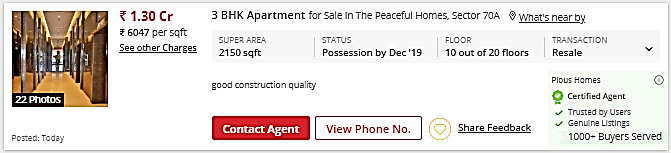 ₹ 1.30 Cr
₹ 6047 per sqft
See other Charges
22 Photos
Posted: Today
3 BHK Apartment for Sale In The Peaceful Homes, Sector 70A
What's near by
SUPER AREA
2150 sqft
STATUS
Possession by Dec '19
FLOOR
10 out of 20 floors
TRANSACTION
Resale
good construction quality
Contact Agent
View Phone No.
Share Feedback
Pious Homes
Certified Agent
Trusted by Users
Genuine Listings
1000+ Buyers Served